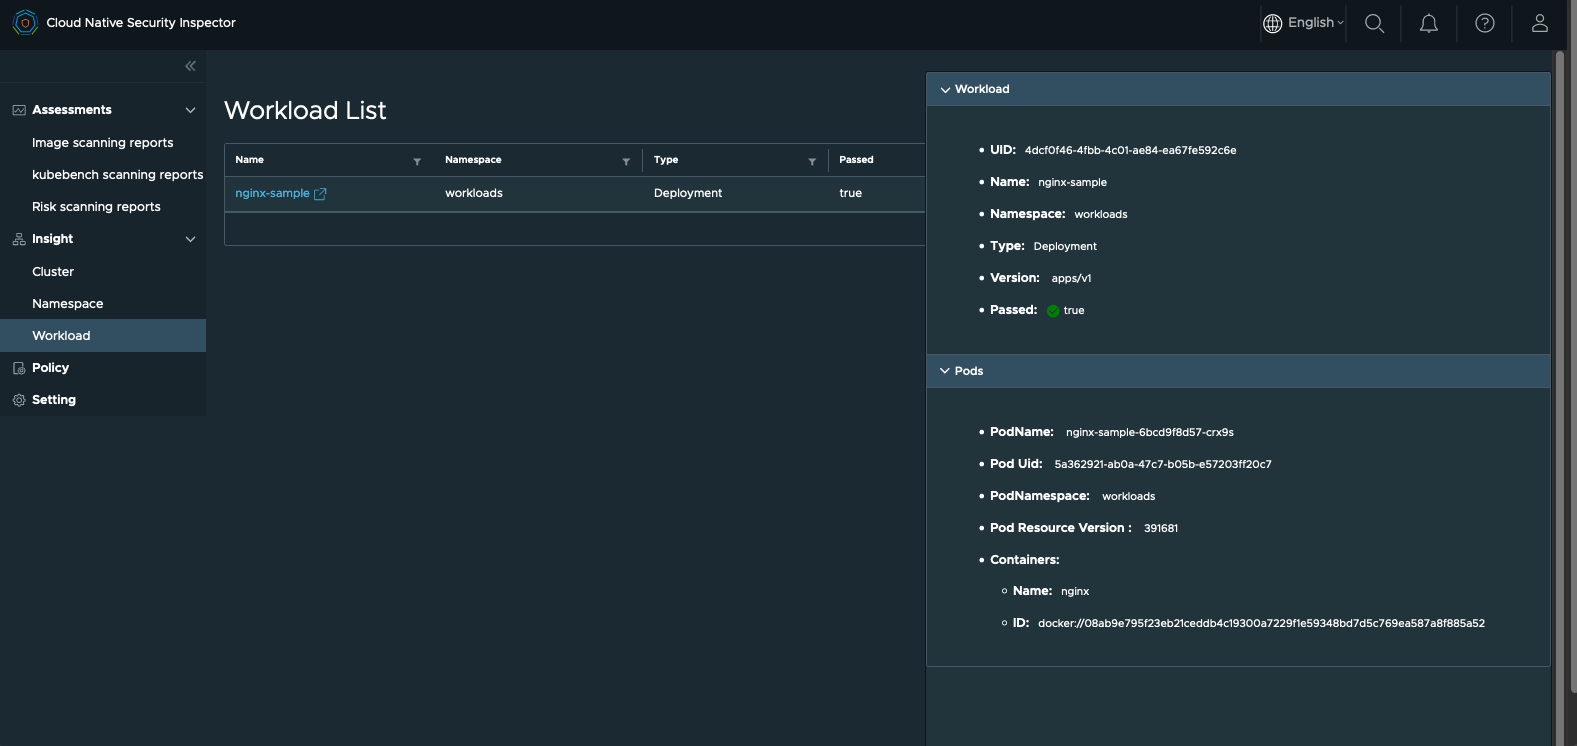 Cloud Native Security Inspector
English
Assessments
Image scanning reports
kubebench scanning reports
Risk scanning reports
Insight
Cluster
Namespace
Workload
Policy
Setting
Workload List
Name Namespace Type Passed
nginx-sample workloads Deployment true
Workload
UID: 4dcf0f46-4fbb-4c01-ae84-ea67fe592c6e
Name: nginx-sample
Namespace: workloads
Type: Deployment
Version: apps/v1
Passed: true
Pods
PodName: nginx-sample-6bcd9f8d57-crx9s
Pod Uid: 5a362921-ab0a-47c7-b05b-e57203ff20c7
PodNamespace: workloads
Pod Resource Version : 391681
Containers:
Name: nginx
ID: docker://08ab9e795f23eb21ceddb4c19300a7229f1e59348bd7d5c769ea587a8f885a52